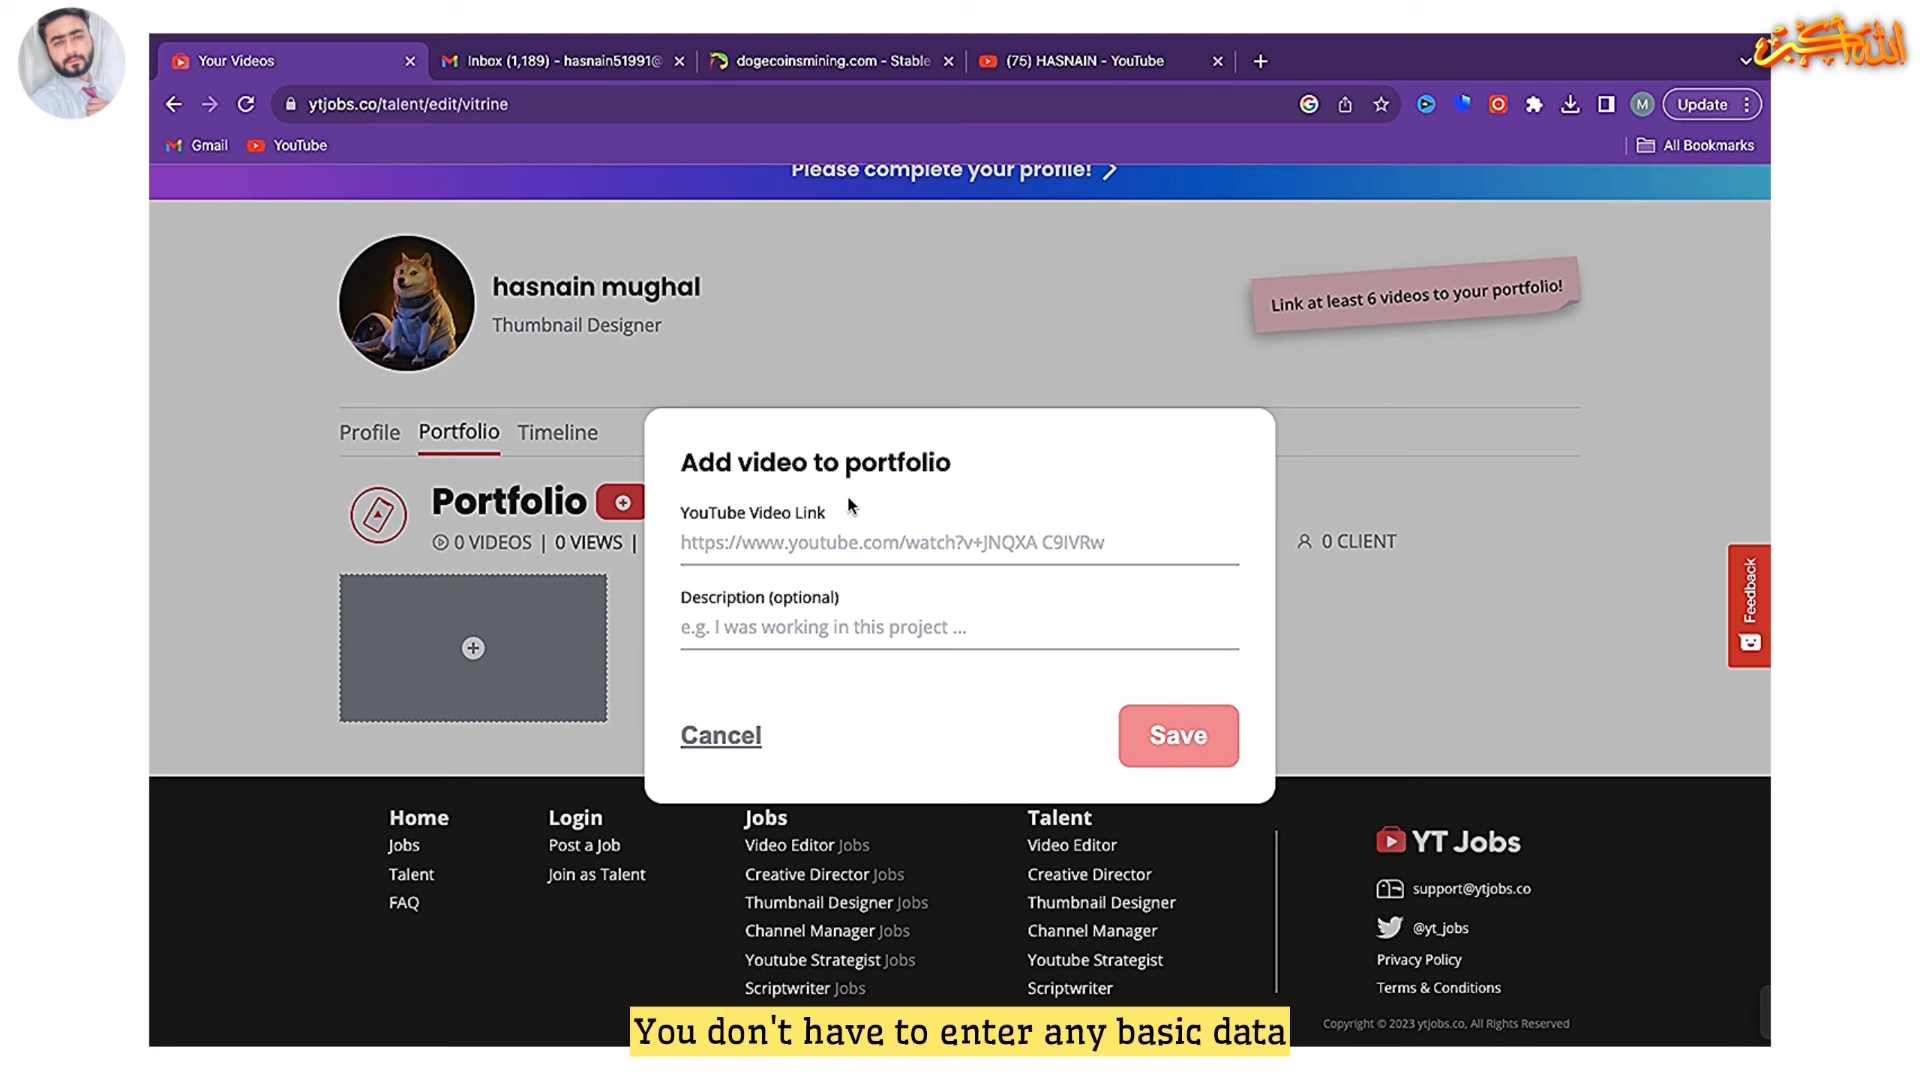 Your Videos
Inbox (1,189) - hasnain51991@
dogecoinsmining.com - Stable
(75) HASNAIN - YouTube
الله أكبر
ytjobs.co/talent/edit/vitrine
M
Update
Gmail
YouTube
All Bookmarks
Please complete your profile!
hasnain mughal
Thumbnail Designer
Link at least 6 videos to your portfolio!
Profile
Portfolio
Timeline
Portfolio
0 VIDEOS | 0 VIEWS |
0 CLIENT
Add video to portfolio
YouTube Video Link
https://www.youtube.com/watch?v+JNQXA C9IVRw
Description (optional)
e.g. I was working in this project ...
Cancel
Save
Feedback
Home
Jobs
Talent
FAQ
Login
Post a Job
Join as Talent
Jobs
Video Editor Jobs
Creative Director Jobs
Thumbnail Designer Jobs
Channel Manager Jobs
Youtube Strategist Jobs
Scriptwriter Jobs
Talent
Video Editor
Creative Director
Thumbnail Designer
Channel Manager
Youtube Strategist
Scriptwriter
YT Jobs
support@ytjobs.co
@yt_jobs
Privacy Policy
Terms & Conditions
Copyright © 2023 ytjobs.co, All Rights Reserved
You don't have to enter any basic data